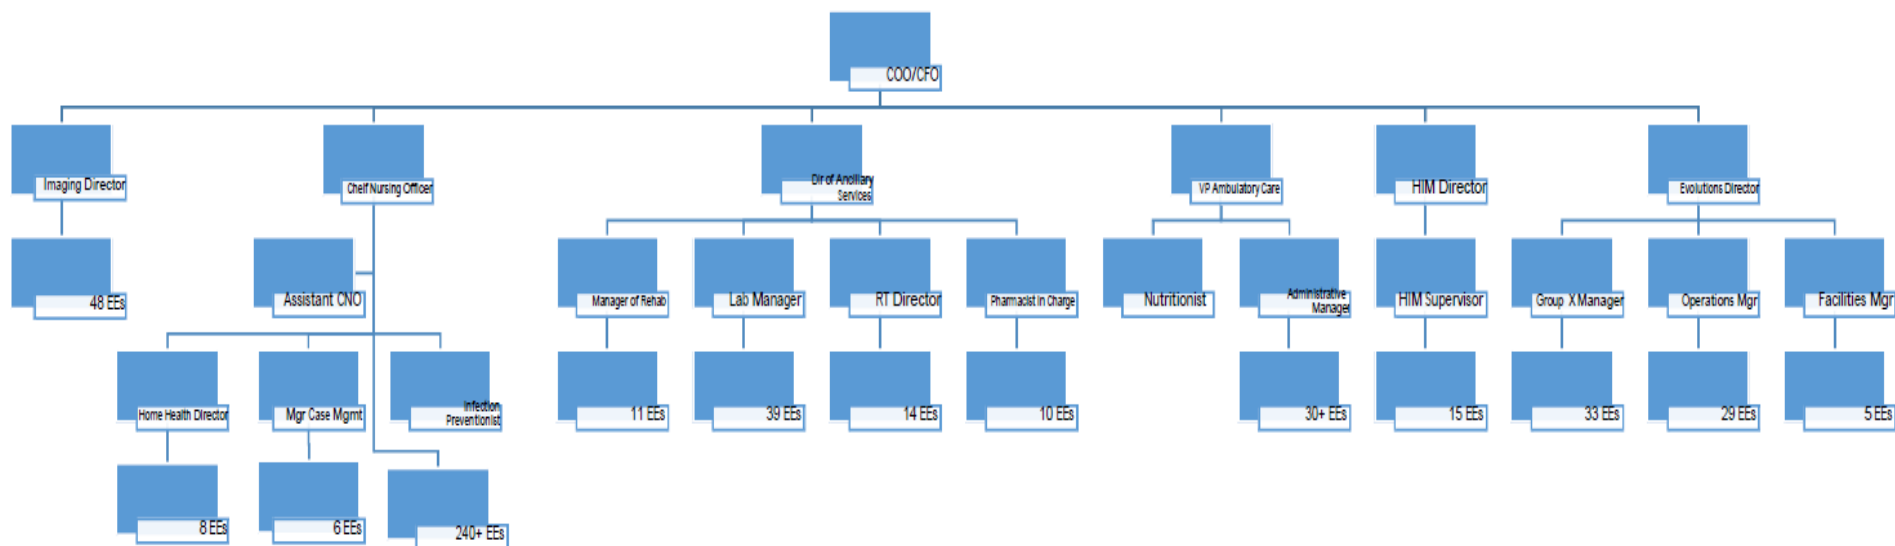 COO/CFO
Imaging Director
Cheif Nursing Officer
Dir of Ancillary
Services
VP Ambulatory Care
HIM Director
Evolutions Director
48 EEs
Assistant CNO
Manager of Rehab
Lab Manager
RT Director
Pharmacist In Charge
Nutritionist
Administrative
Manager
HIM Supervisor
Group X Manager
Operations Mgr
Facilities Mgr
Home Health Director
Mgr Case Mgmt
Infection
Preventionist
11 EEs
39 EEs
14 EEs
10 EEs
30+ EEs
15 EEs
33 EEs
29 EEs
5 EEs
8 EEs
6 EEs
240+ EEs